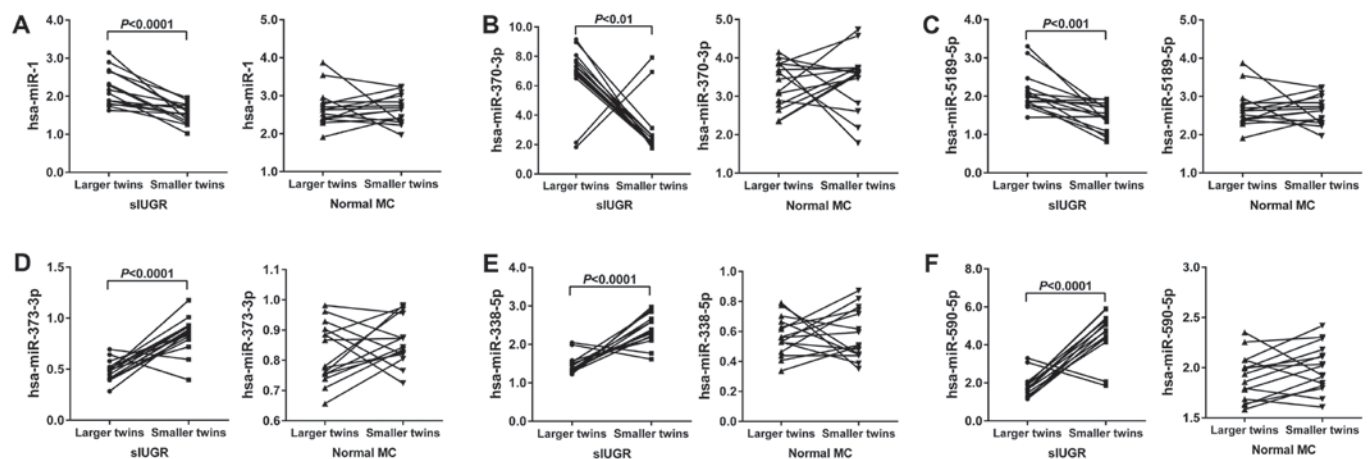 A
P<0.0001
hsa-miR-1
4.0
3.0
2.0
1.0
0.0
Larger twins Smaller twins
sIUGR
hsa-miR-1
5.0
4.0
3.0
2.0
1.0
Larger twins Smaller twins
Normal MC
B
P<0.01
hsa-miR-370-3p
10.0
8.0
6.0
4.0
2.0
0.0
Larger twins Smaller twins
sIUGR
hsa-miR-370-3p
5.0
4.0
3.0
2.0
1.0
Larger twins Smaller twins
Normal MC
C
P<0.001
hsa-miR-5189-5p
4.0
3.0
2.0
1.0
0.0
Larger twins Smaller twins
sIUGR
hsa-miR-5189-5p
5.0
4.0
3.0
2.0
1.0
Larger twins Smaller twins
Normal MC
D
P<0.0001
hsa-miR-373-3p
1.5
1.0
0.5
0.0
Larger twins Smaller twins
sIUGR
hsa-miR-373-3p
1.1
1.0
0.9
0.8
0.7
0.6
Larger twins Smaller twins
Normal MC
E
P<0.0001
hsa-miR-338-5p
4.0
3.0
2.0
1.0
0.0
Larger twins Smaller twins
sIUGR
hsa-miR-338-5p
1.0
0.8
0.6
0.4
0.2
0.0
Larger twins Smaller twins
Normal MC
F
P<0.0001
hsa-miR-590-5p
8.0
6.0
4.0
2.0
0.0
Larger twins Smaller twins
sIUGR
hsa-miR-590-5p
3.0
2.5
2.0
1.5
Larger twins Smaller twins
Normal MC